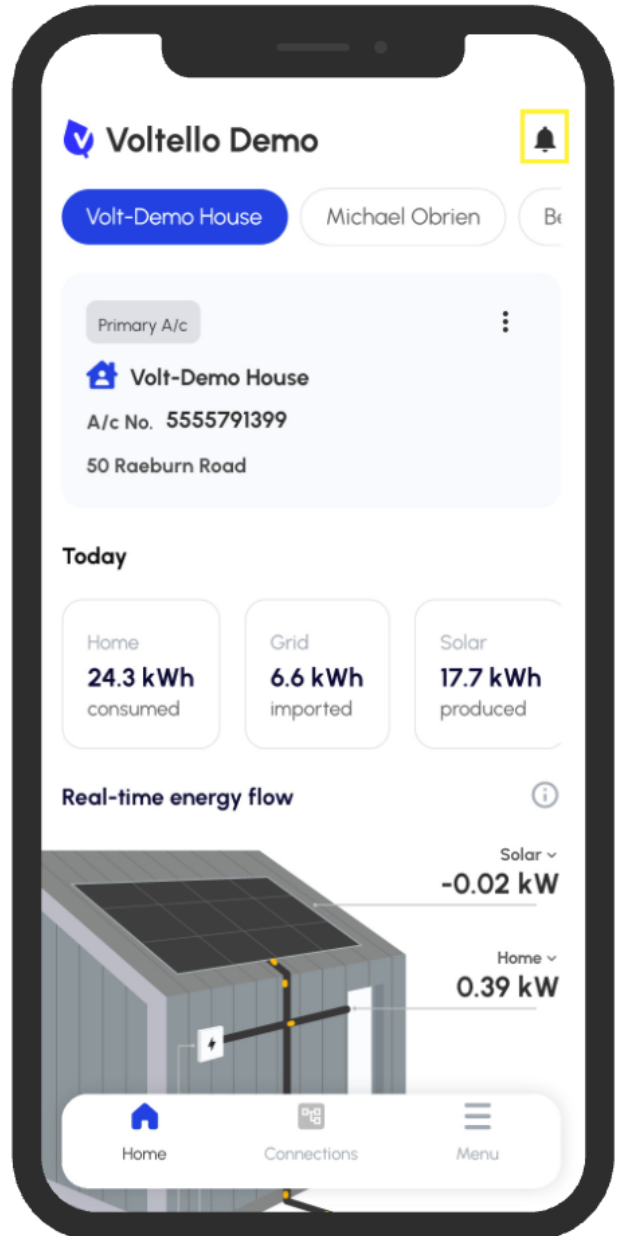 Voltello Demo
Volt-Demo House Michael Obrien Be
Primary A/c
Volt-Demo House
A/c No. 5555791399
50 Raeburn Road
Today
Home Grid Solar
24.3 kWh 6.6 kWh 17.7 kWh
consumed imported produced
Real-time energy flow
Solar
-0.02 kW
Home
0.39 kW
Home Connections Menu